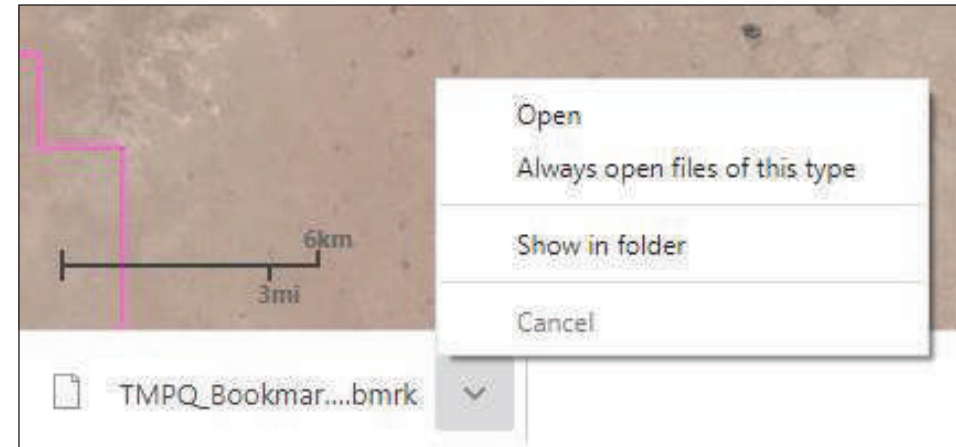 Open
Always open files of this type
Show in folder
Cancel
6km
3mi
TMPQ_Bookmar....bmrk